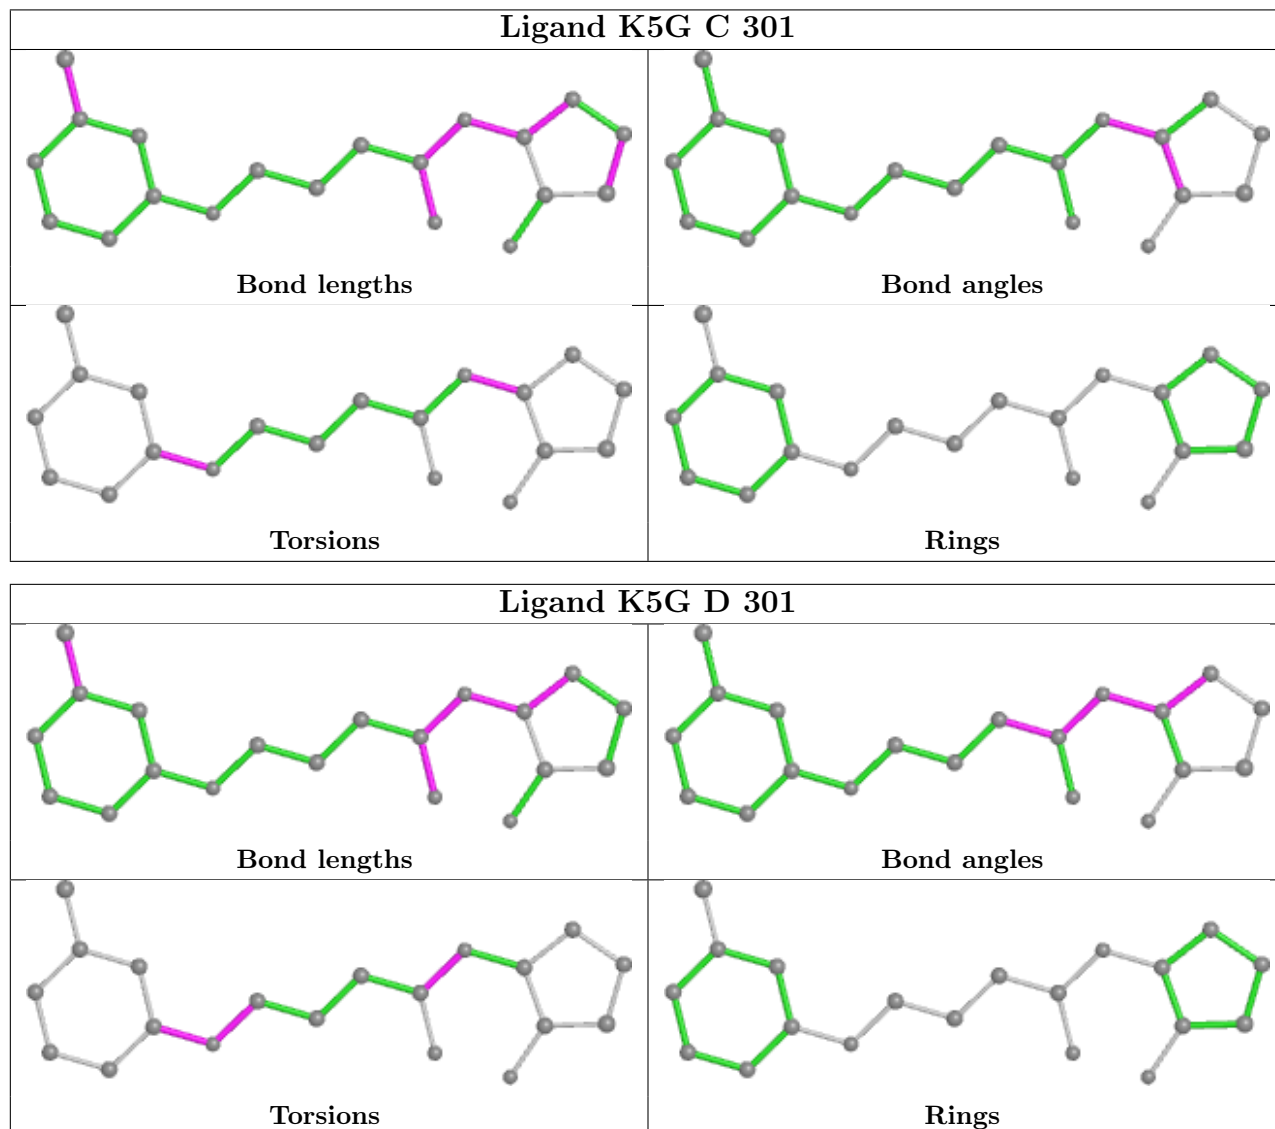 Ligand K5G C 301
Bond lengths
Bond angles
Torsions
Rings
Ligand K5G D 301
Bond lengths
Bond angles
Torsions
Rings